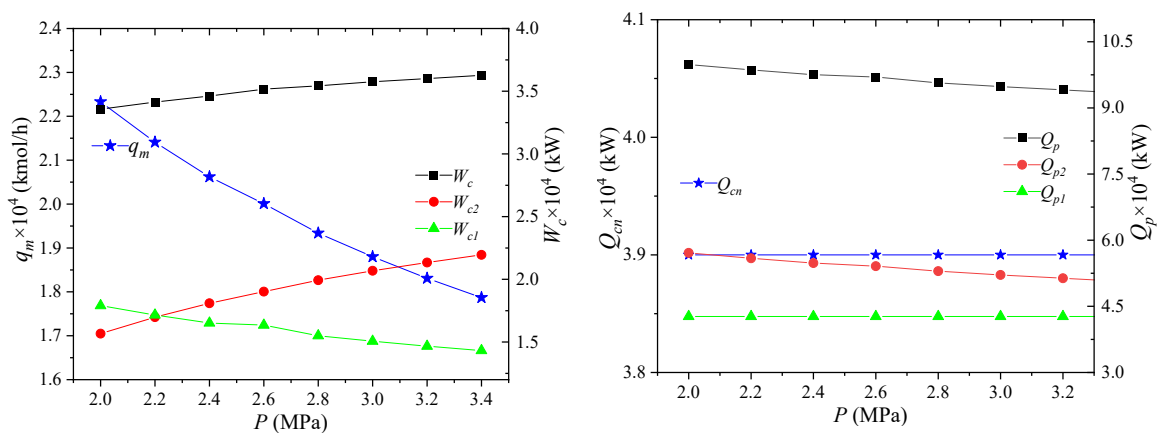 2.4
2.3
2.2
2.1
2.0
1.9
1.8
1.7
1.6
q_m×10^4 (kmol/h)
4.0
3.5
3.0
2.5
2.0
1.5
W_c×10^4 (kW)
q_m
W_c
W_c2
W_c1
2.0 2.2 2.4 2.6 2.8 3.0 3.2 3.4
P (MPa)
4.1
4.0
3.9
3.8
Q_cn×10^4 (kW)
10.5
9.0
7.5
6.0
4.5
3.0
Q_p×10^4 (kW)
Q_cn
Q_p
Q_p2
Q_p1
2.0 2.2 2.4 2.6 2.8 3.0 3.2
P (MPa)